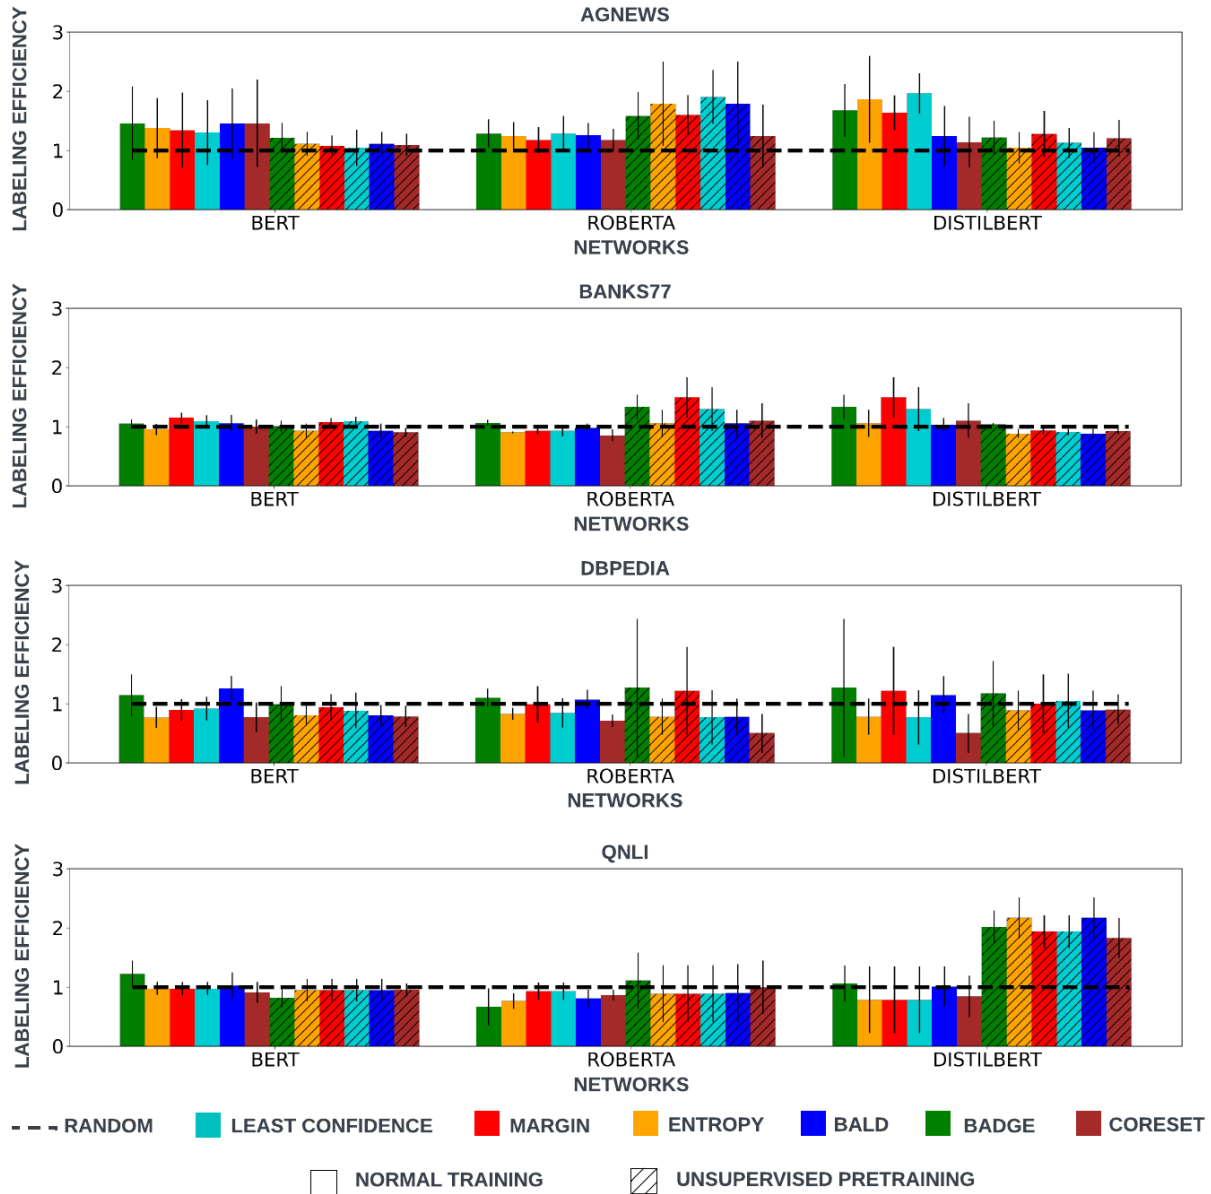 AGNEWS
LABELING EFFICIENCY
3
2
1
0
BERT ROBERTA DISTILBERT
NETWORKS
BANKS77
LABELING EFFICIENCY
3
2
1
0
BERT ROBERTA DISTILBERT
NETWORKS
DBPEDIA
LABELING EFFICIENCY
3
2
1
0
BERT ROBERTA DISTILBERT
NETWORKS
QNLI
LABELING EFFICIENCY
3
2
1
0
BERT ROBERTA DISTILBERT
NETWORKS
RANDOM LEAST CONFIDENCE MARGIN ENTROPY BALD BADGE CORESET
NORMAL TRAINING UNSUPERVISED PRETRAINING